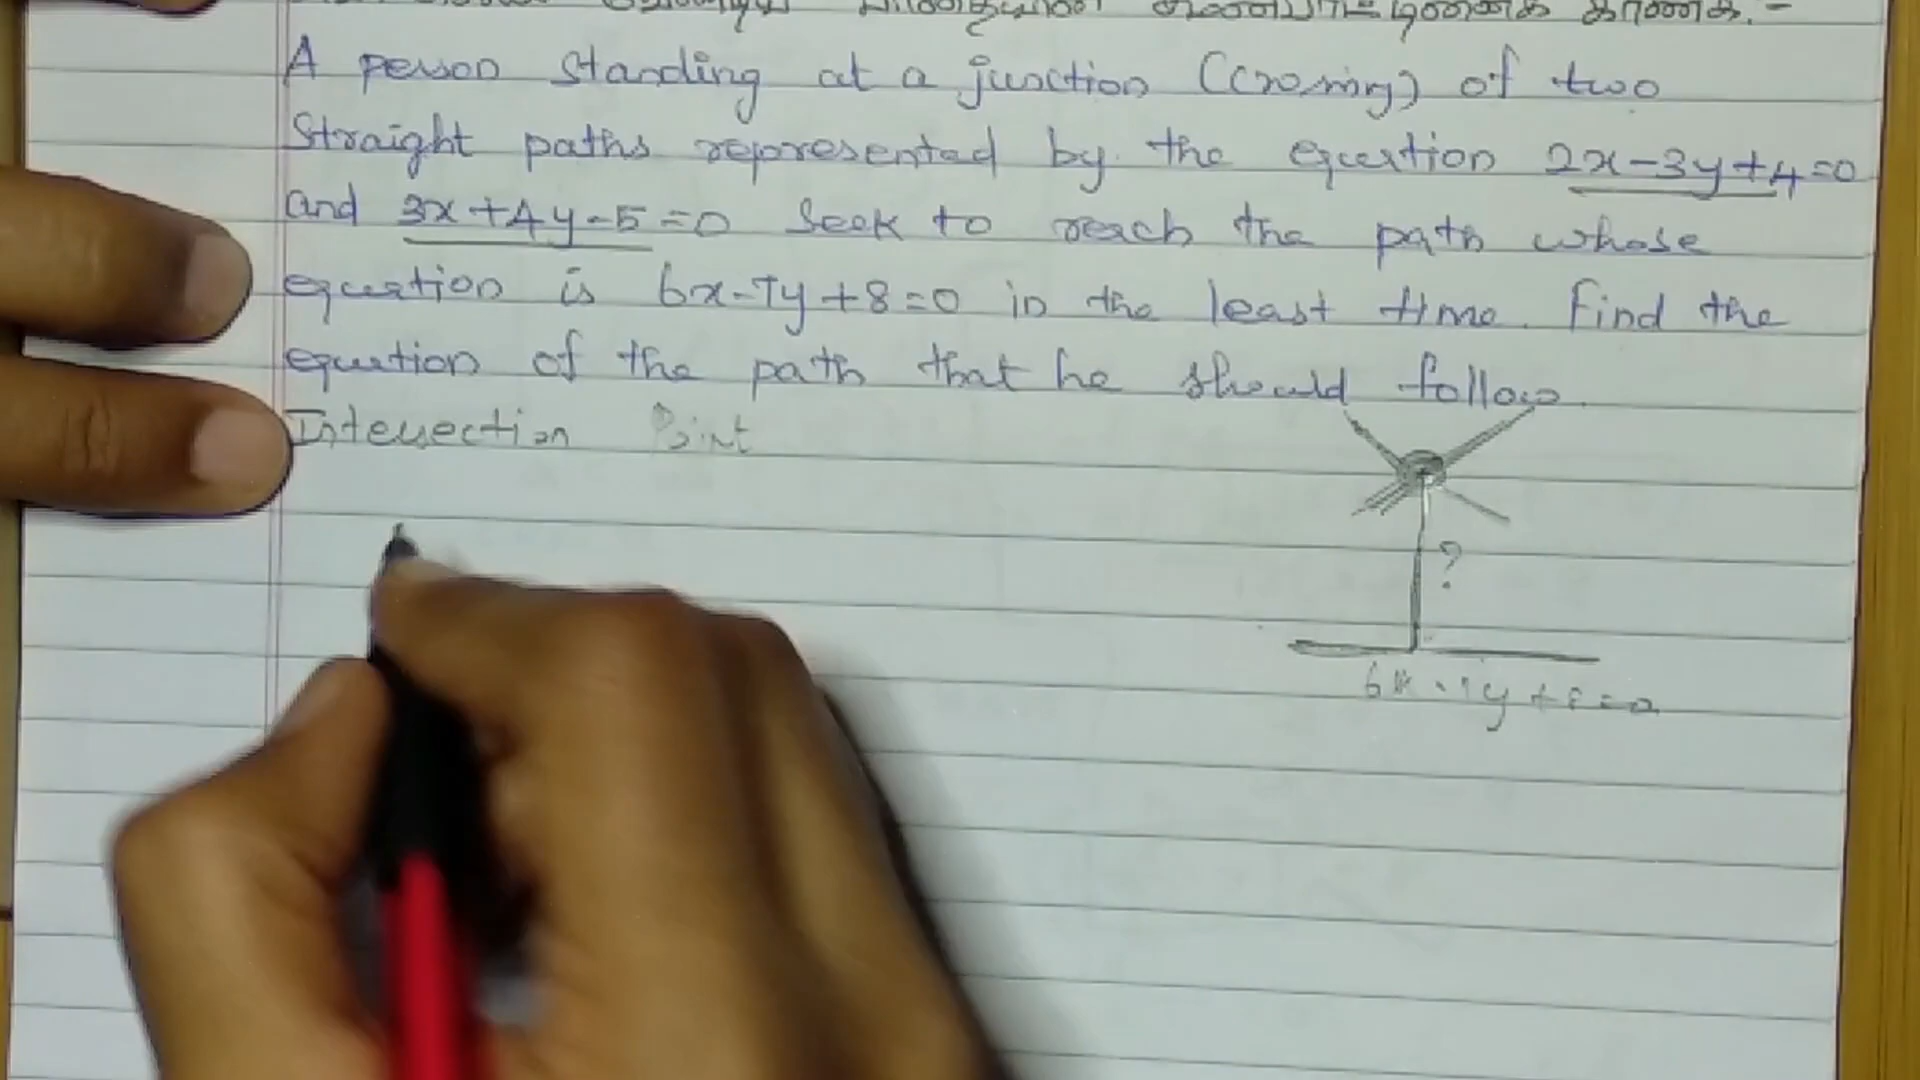 காண்க.-
A person standing at a junction (crossing) of two
Straight paths represented by the equation 2x-3y+4=0
and 3x+4y-5=0 Seek to reach the path whose
equation is 6x-7y+8=0 in the least time. Find the
equation of the path that he should follow.
Intersection Point
?
6x-7y+8=0